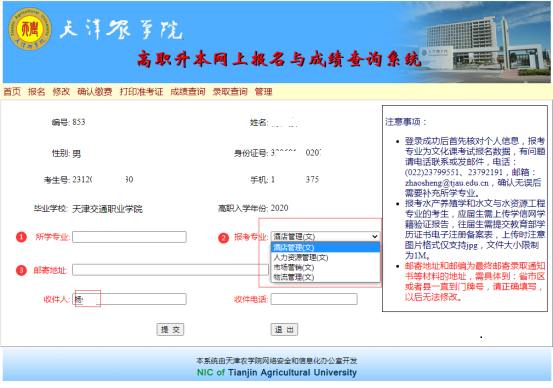 天津农学院
Tianjin Agricultural University
高职升本网上报名与成绩查询系统
首页 报名 修改 确认缴费 打印准考证 成绩查询 录取查询 管理
编号: 853
姓名:
性别: 男
身份证号:
考生号: 23120 30
手机: 1 375
毕业学校: 天津交通职业学院
高职入学年份: 2020
1 所学专业:
2 报考专业: 酒店管理(文)
酒店管理(文)
人力资源管理(文)
市场营销(文)
物流管理(文)
3 邮寄地址:
收件人: 杨
收件电话:
提 交
退 出
注意事项：
登录成功后首先核对个人信息，报考
专业为文化课考试报名数据，有问题
请电话联系或发邮件，电话：
(022)23799551、23792191，邮箱：
zhaosheng@tjau.edu.cn，确认无误后
需要补充所学专业。
报考水产养殖学和水文与水资源工程
专业的考生，应届生需上传学信网学
籍验证报告，往届生需提交教育部学
历证书电子注册备案表，上传时注意
图片格式仅支持jpg，文件大小限制
为1M。
邮寄地址和邮编为最终邮寄录取通知
书等材料的地址，需具体到：省市区
或者县一直到门牌号，请正确填写，
以后无法修改。
本系统由天津农学院网络安全和信息化办公室开发
NIC of Tianjin Agricultural University